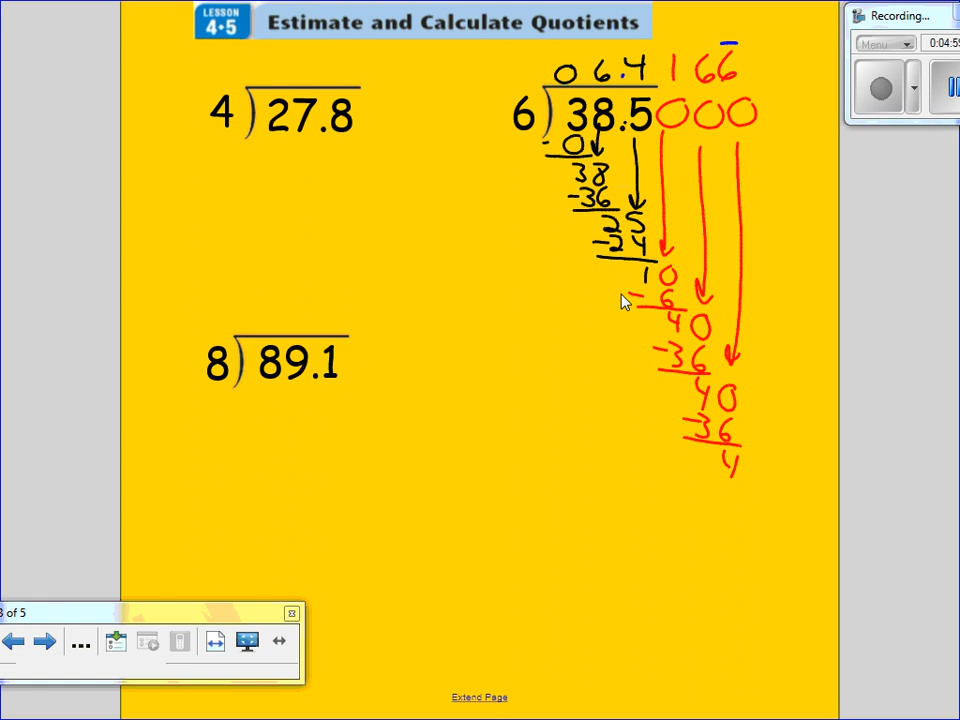 LESSON
4•5
Estimate and Calculate Quotients
Recording...
Menu
0:04:59
4 ) 27.8
06.4166
6 ) 38.5000
- 0
38
-36
25
-24
10
- 6
40
-36
40
-36
4
8 ) 89.1
3 of 5
...
Extend Page